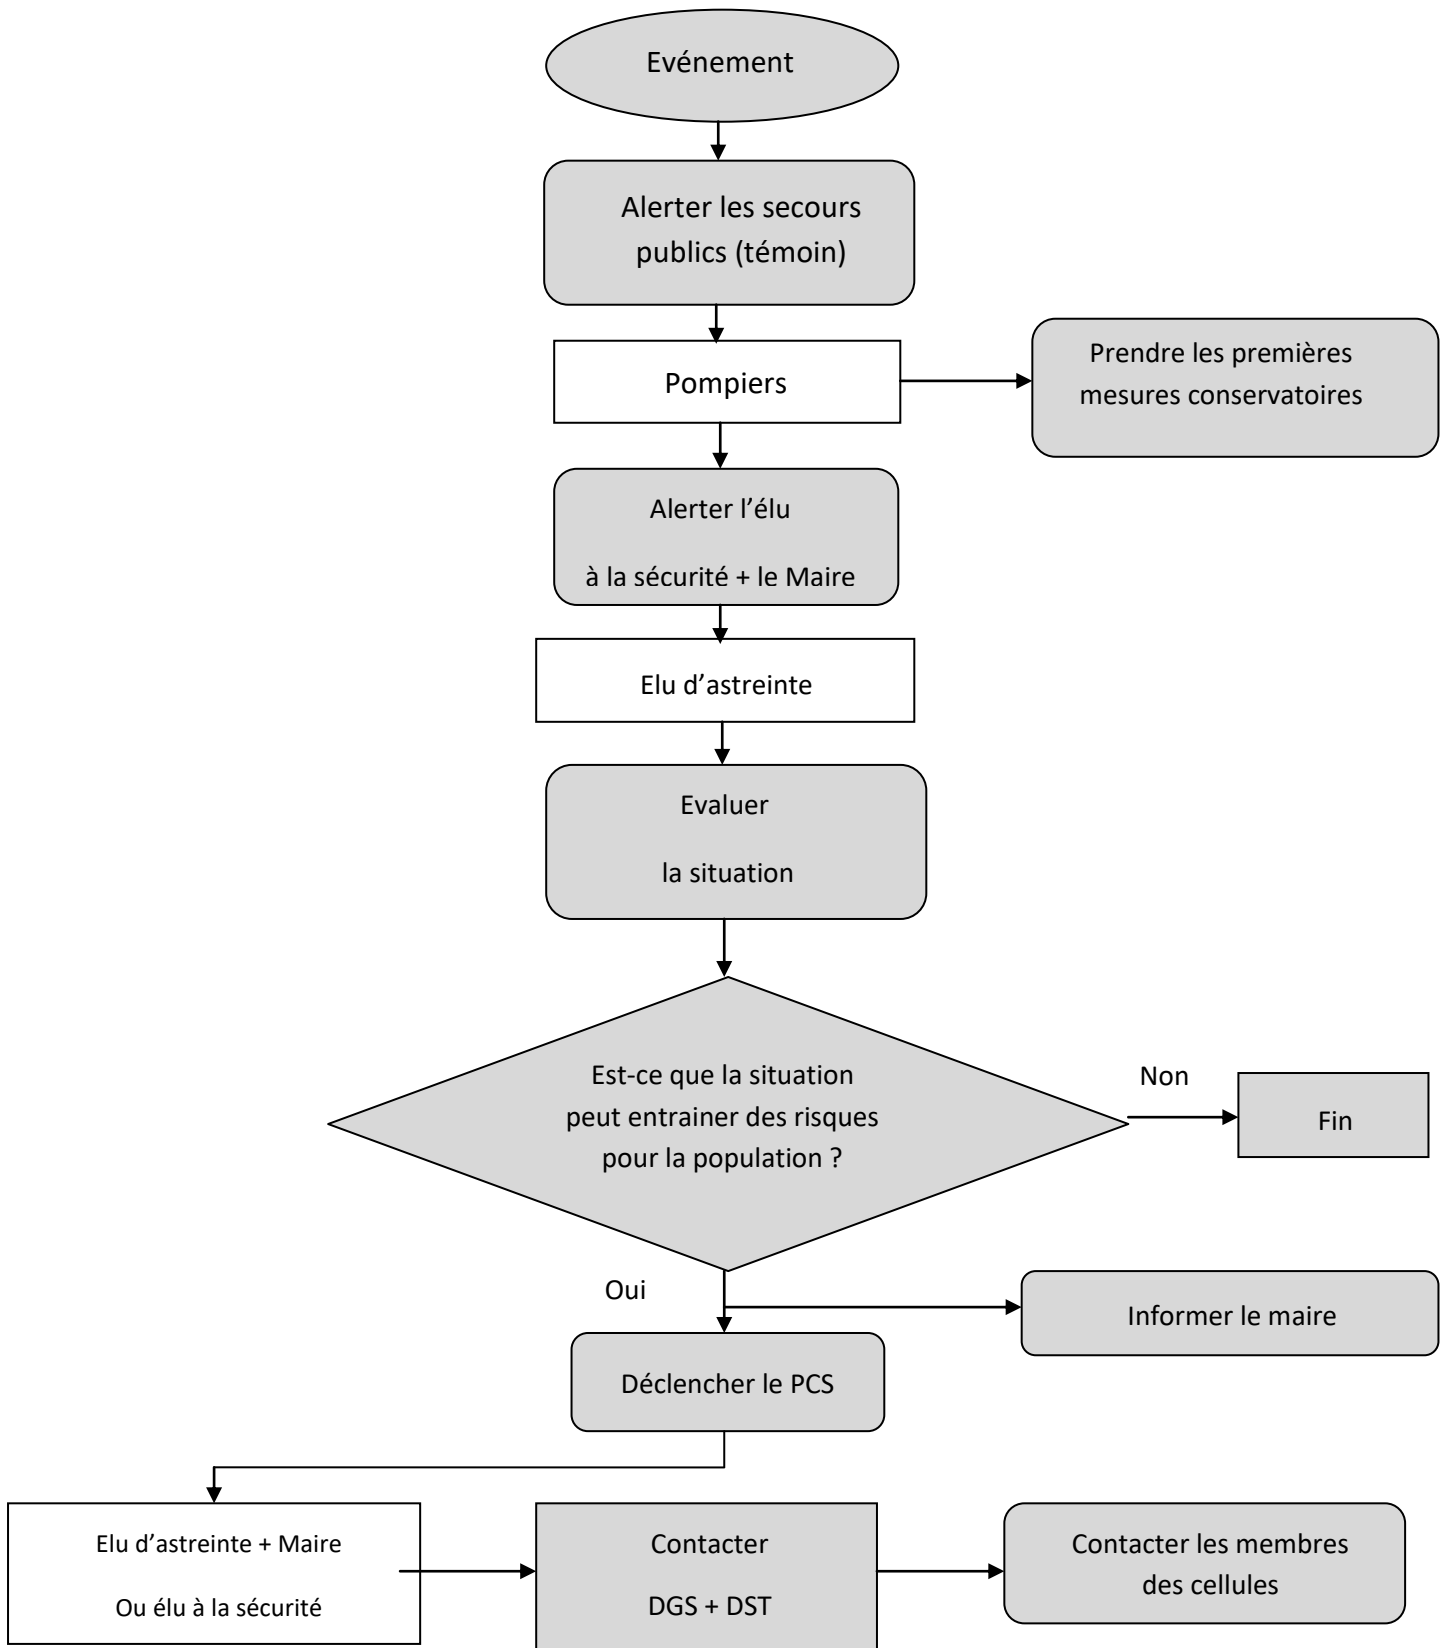 Evénement
Alerter les secours
publics (témoin)
Pompiers
Prendre les premières
mesures conservatoires
Alerter l’élu
à la sécurité + le Maire
Elu d’astreinte
Evaluer
la situation
Est-ce que la situation
peut entrainer des risques
pour la population ?
Non
Fin
Oui
Informer le maire
Déclencher le PCS
Elu d’astreinte + Maire
Ou élu à la sécurité
Contacter
DGS + DST
Contacter les membres
des cellules